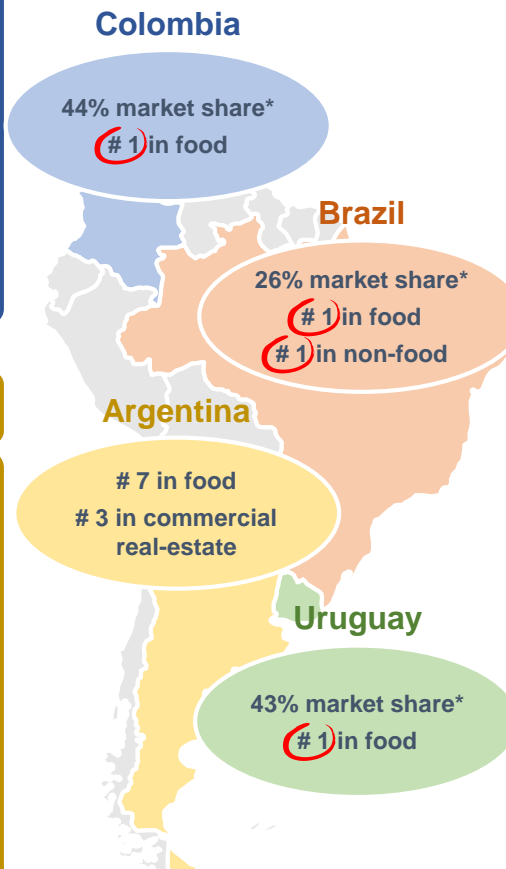 Colombia
44% market share*
# 1 in food
Brazil
26% market share*
# 1 in food
# 1 in non-food
Argentina
# 7 in food
# 3 in commercial
real-estate
Uruguay
43% market share*
# 1 in food